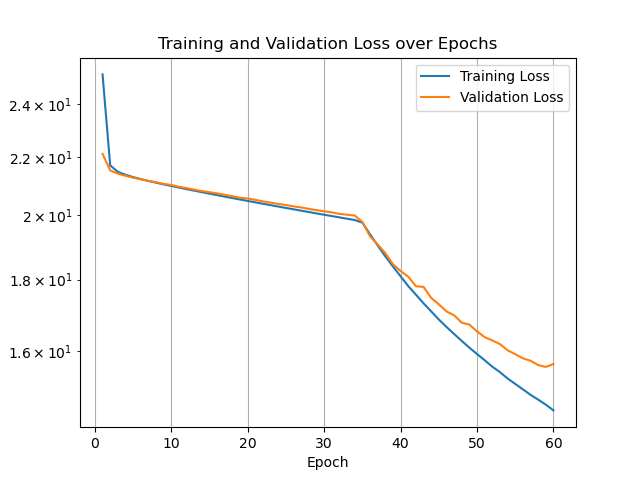 Training and Validation Loss over Epochs
Training Loss
Validation Loss
2.4 × 10¹
2.2 × 10¹
2 × 10¹
1.8 × 10¹
1.6 × 10¹
0 10 20 30 40 50 60
Epoch